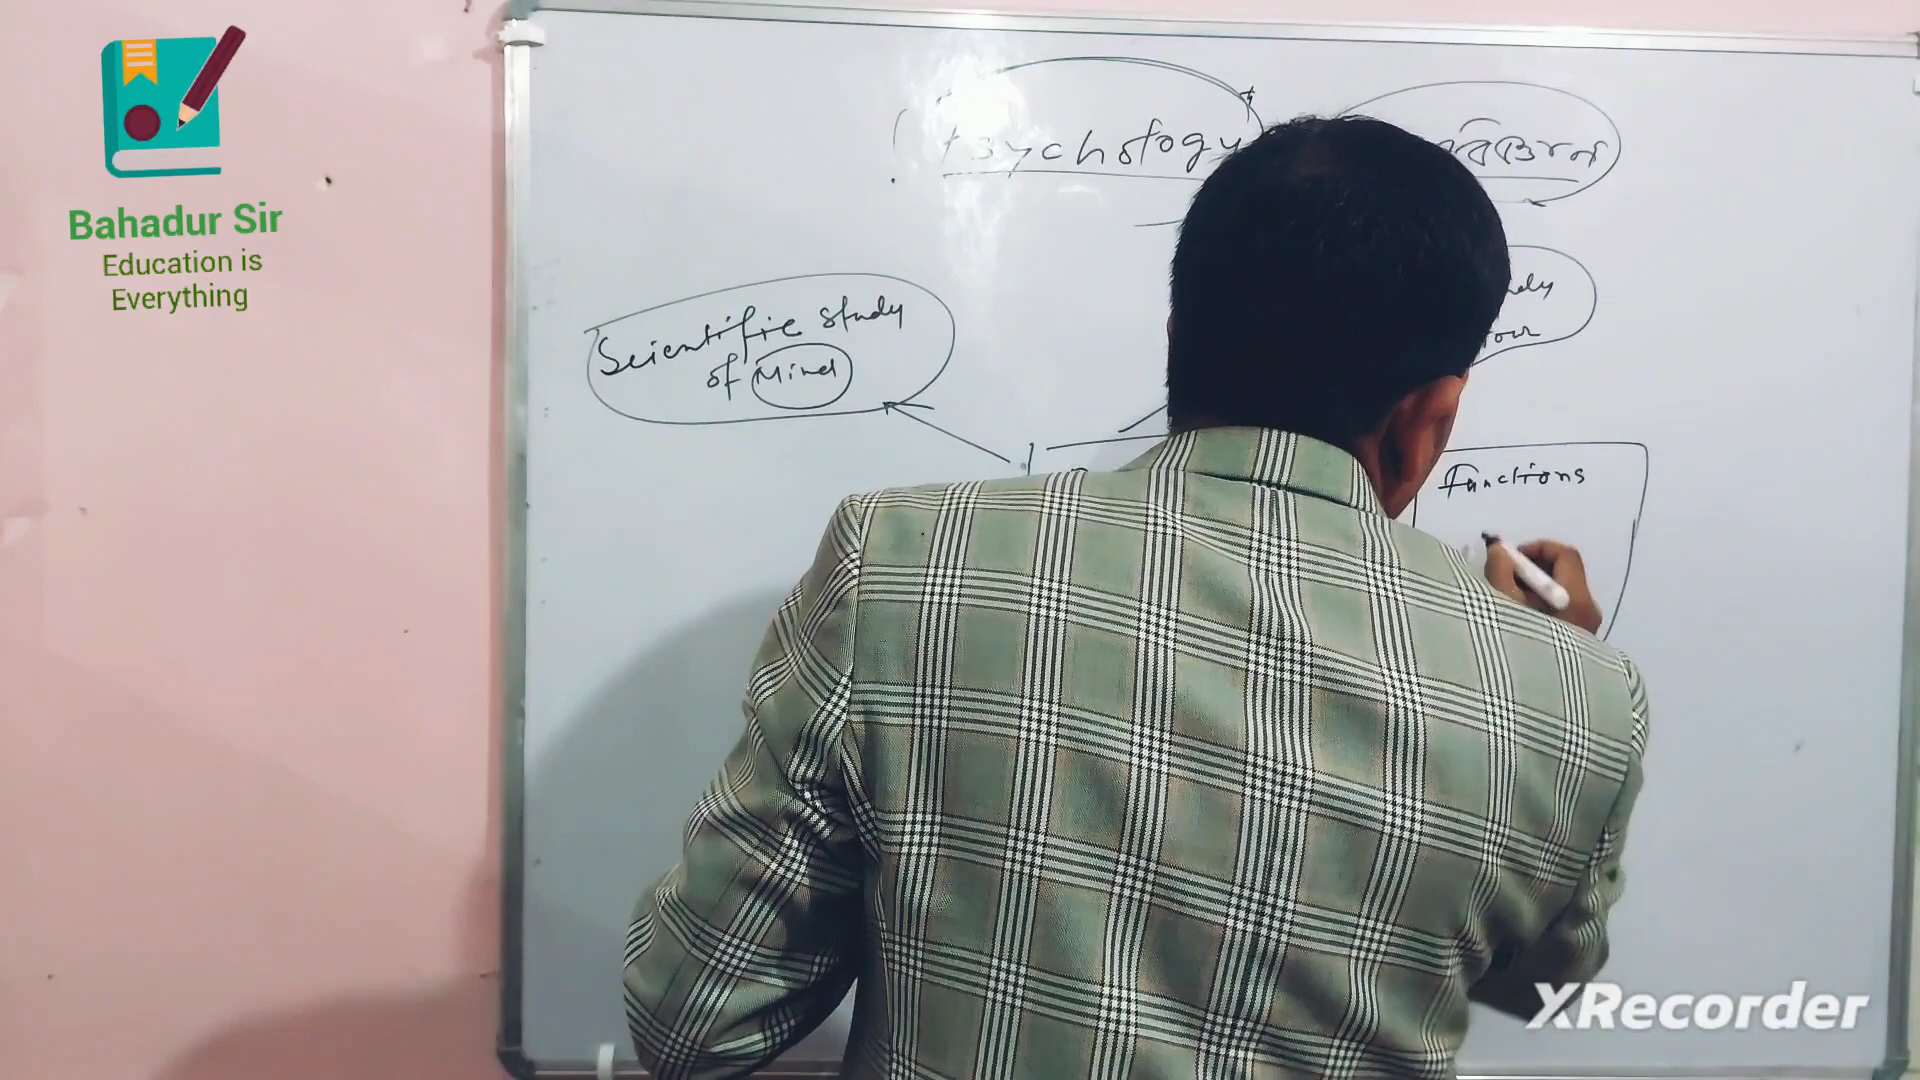 Bahadur Sir
Education is
Everything
Psychology
Scientific study
of Mind
Functions
XRecorder